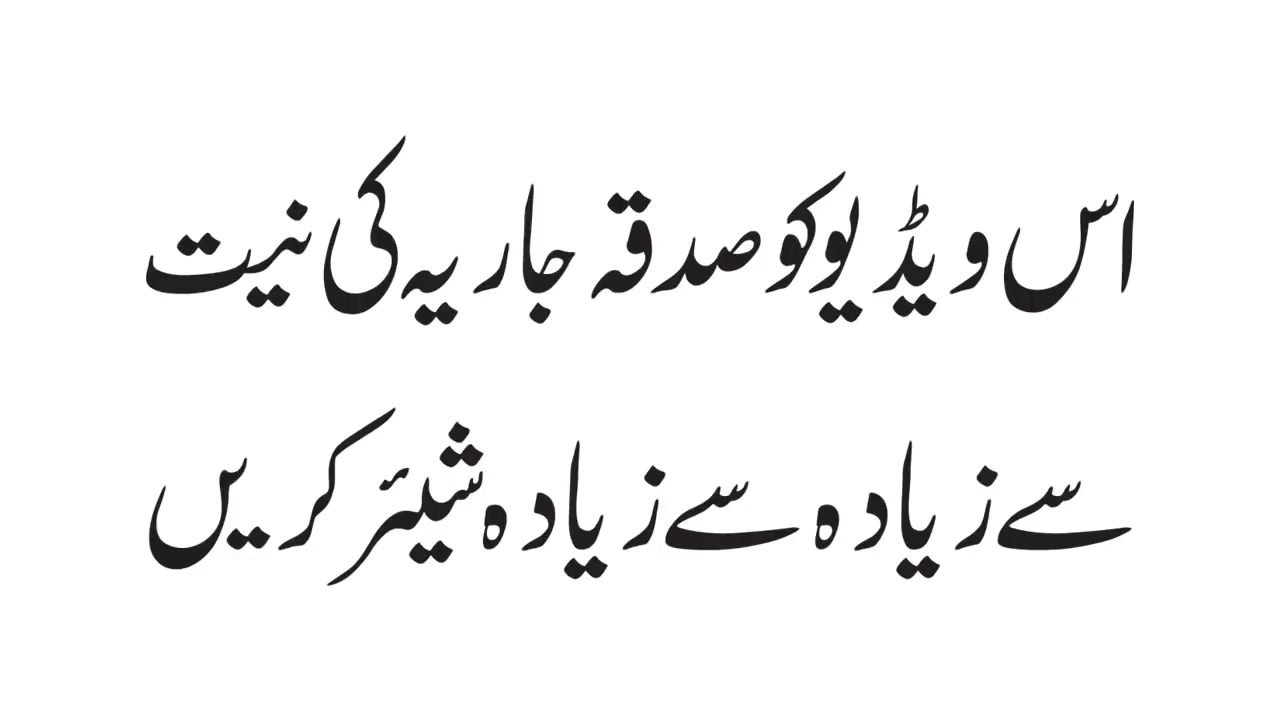 اس ویڈیو کو صدقہ جاریہ کی نیت
سے زیادہ سے زیادہ شیئر کریں